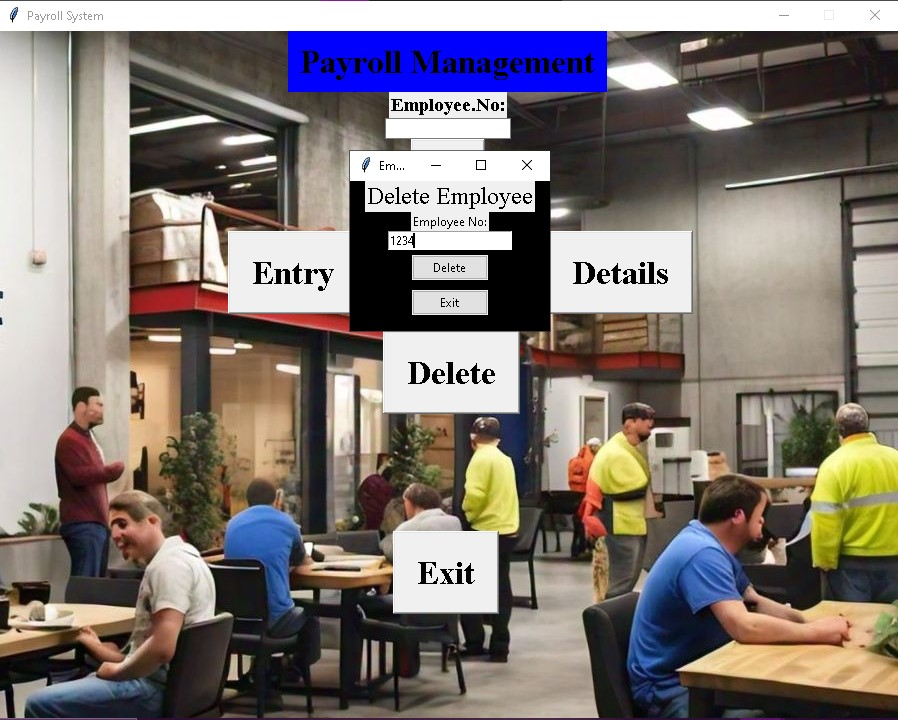 Payroll System
Payroll Management
Employee.No:
Em...
Delete Employee
Employee No:
1234
Delete
Exit
Entry
Details
Delete
Exit